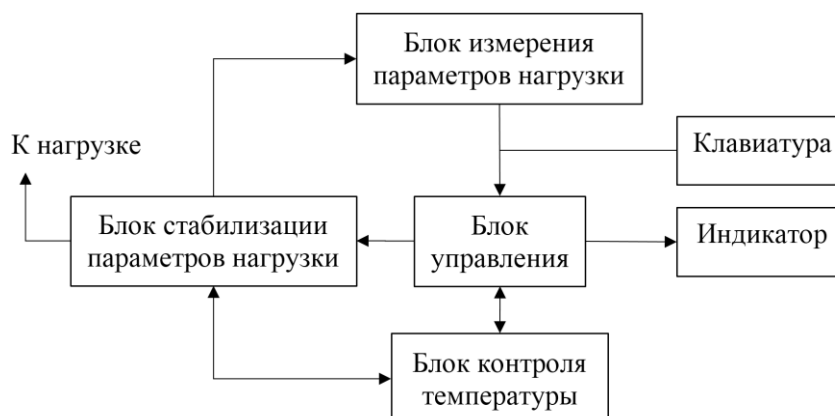 Блок измерения
параметров нагрузки
К нагрузке
Клавиатура
Блок стабилизации
параметров нагрузки
Блок
управления
Индикатор
Блок контроля
температуры